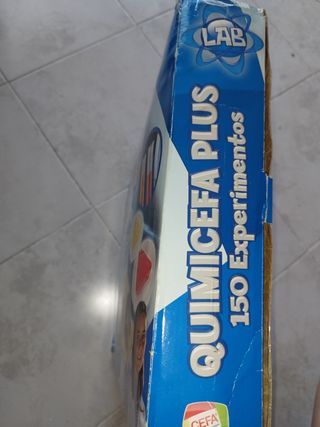 LAB
QUIMICEFA PLUS
150 Experimentos
CEFA